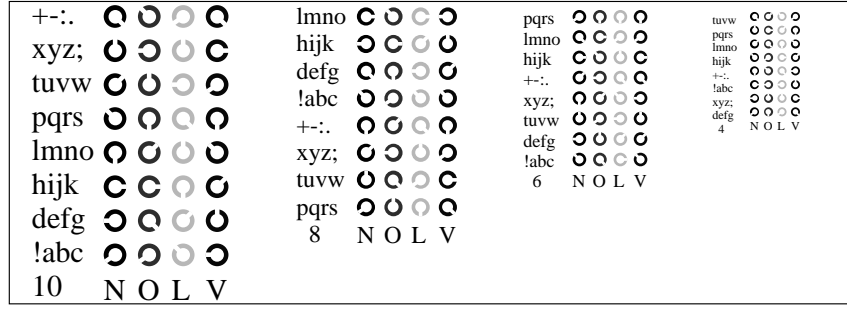 +-:.
xyz;
tuvw
pqrs
lmno
hijk
defg
!abc
10 N O L V
lmno
hijk
defg
!abc
+-:.
xyz;
tuvw
pqrs
8 N O L V
pqrs
lmno
hijk
+-:.
xyz;
tuvw
defg
!abc
6 N O L V
tuvw
pqrs
lmno
hijk
+-:.
!abc
xyz;
defg
4 N O L V